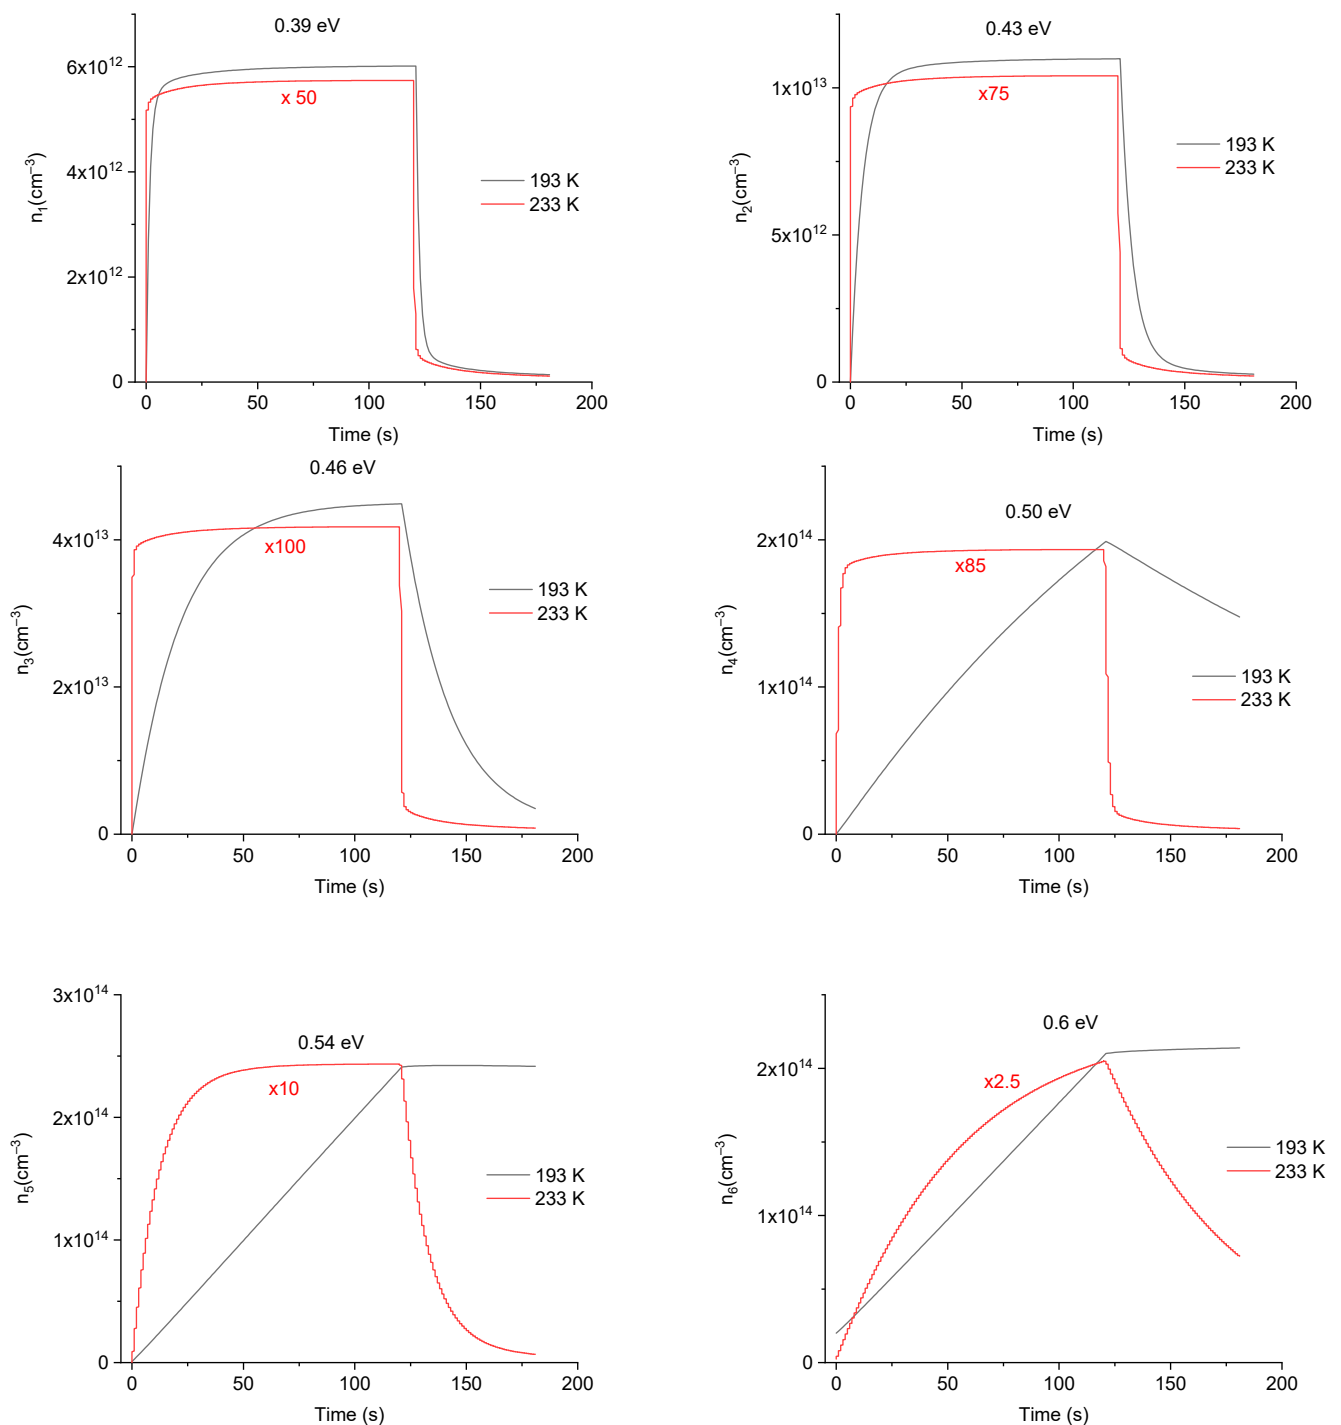 0.39 eV
6x10¹²
4x10¹²
2x10¹²
0
n₁(cm⁻³)
x 50
193 K
233 K
0 50 100 150 200
Time (s)
0.43 eV
1x10¹³
5x10¹²
0
n₂(cm⁻³)
x75
193 K
233 K
0 50 100 150 200
Time (s)
0.46 eV
4x10¹³
2x10¹³
0
n₃(cm⁻³)
x100
193 K
233 K
0 50 100 150 200
Time (s)
0.50 eV
2x10¹⁴
1x10¹⁴
0
n₄(cm⁻³)
x85
193 K
233 K
0 50 100 150 200
Time (s)
0.54 eV
3x10¹⁴
2x10¹⁴
1x10¹⁴
0
n₅(cm⁻³)
x10
193 K
233 K
0 50 100 150 200
Time (s)
0.6 eV
2x10¹⁴
1x10¹⁴
0
n₆(cm⁻³)
x2.5
193 K
233 K
0 50 100 150 200
Time (s)